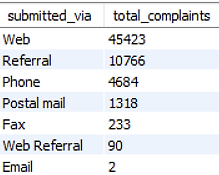 submitted_via total_complaints
Web 45423
Referral 10766
Phone 4684
Postal mail 1318
Fax 233
Web Referral 90
Email 2